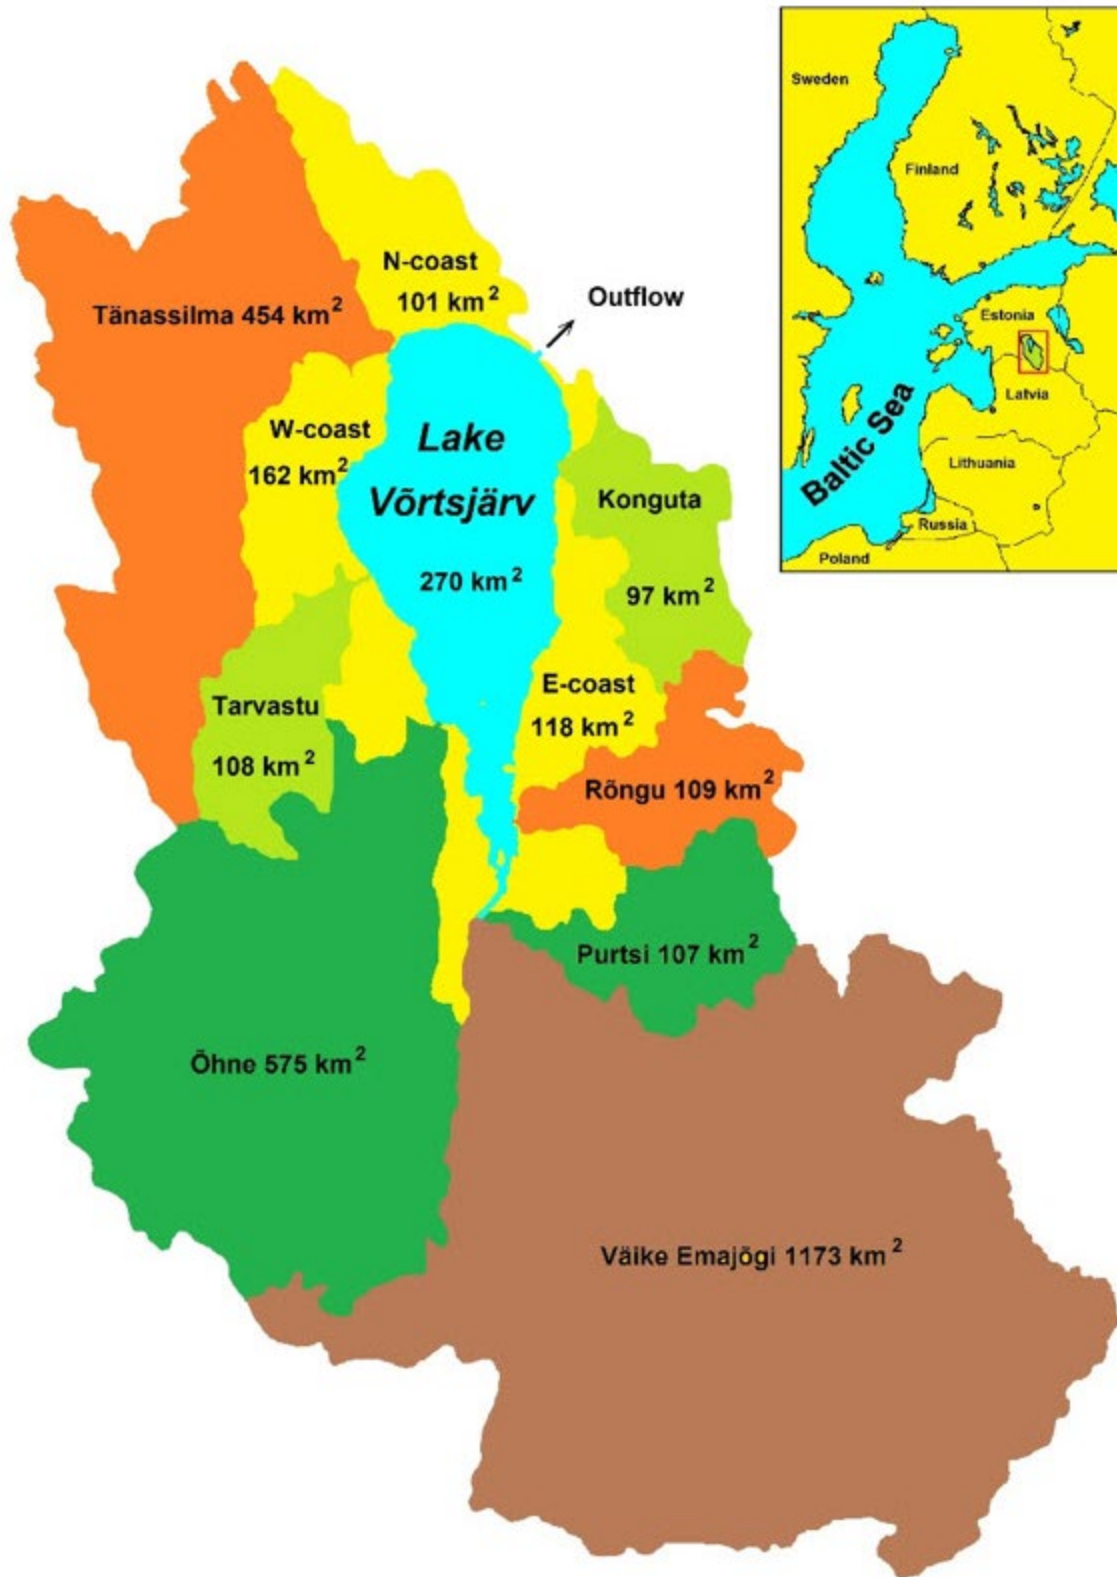 Sweden
Finland
Estonia
Latvia
Lithuania
Russia
Poland
Baltic Sea
N-coast
101 km²
Outflow
Tänassilma 454 km²
W-coast
162 km²
Lake
Võrtsjärv
270 km²
Konguta
97 km²
Tarvastu
108 km²
E-coast
118 km²
Rõngu 109 km²
Purtsi 107 km²
Õhne 575 km²
Väike Emajõgi 1173 km²